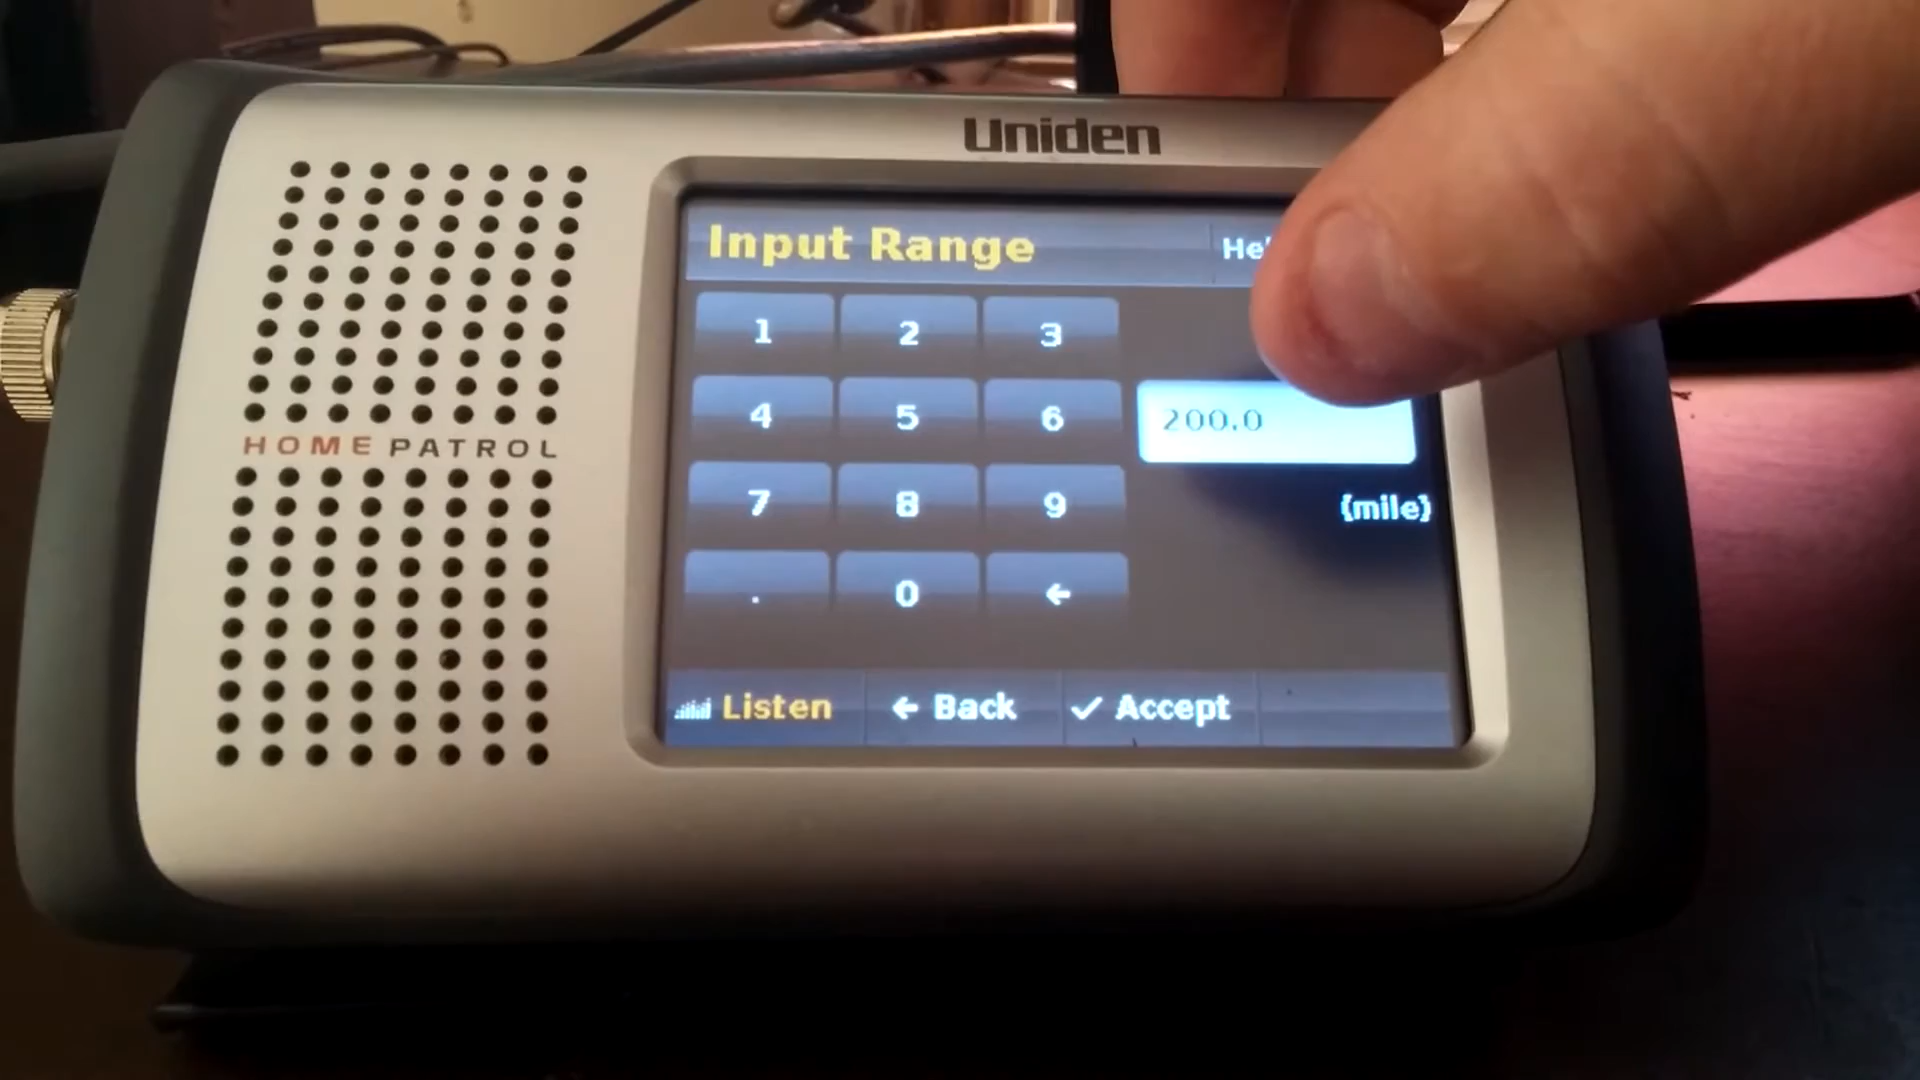 Uniden
Input Range
1 2 3
4 5 6
200.0
7 8 9
{mile}
. 0 ←
Listen ← Back ✓ Accept
HOME PATROL